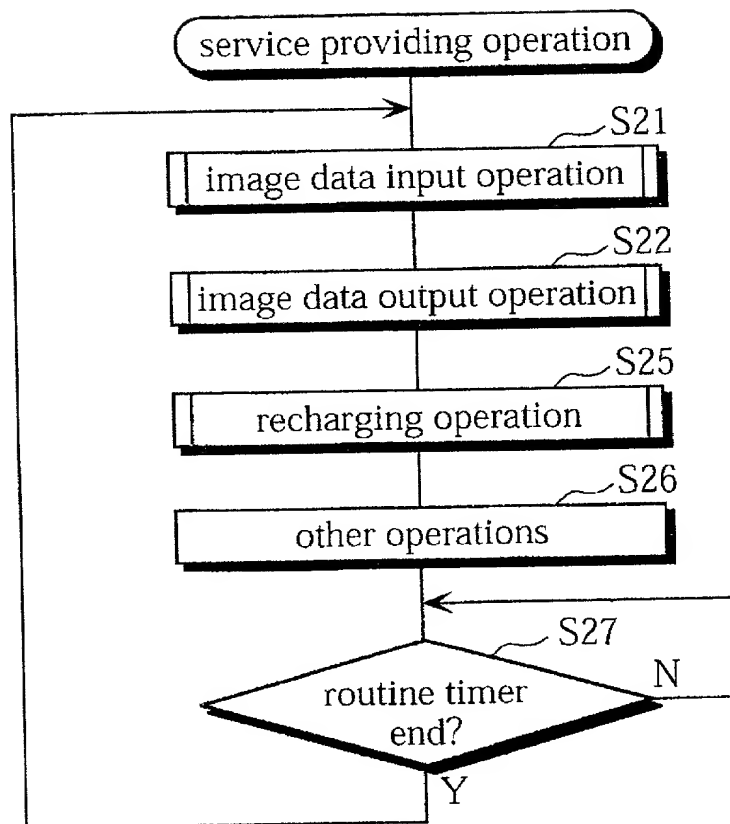 service providing operation
S21
image data input operation
S22
image data output operation
S25
recharging operation
S26
other operations
S27
routine timer
end?
N
Y